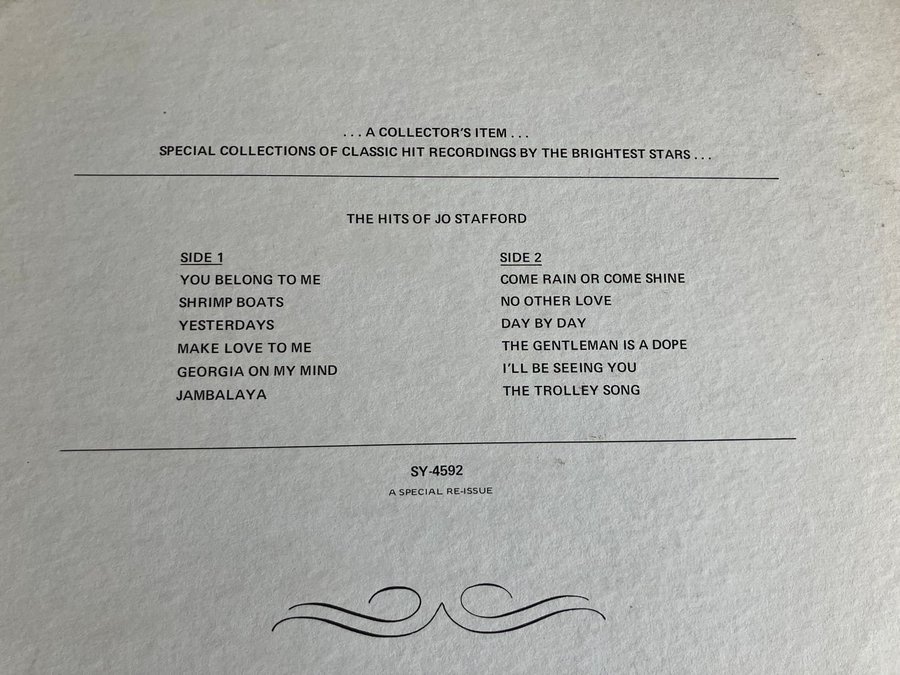 . . . A COLLECTOR'S ITEM . . .
SPECIAL COLLECTIONS OF CLASSIC HIT RECORDINGS BY THE BRIGHTEST STARS . . .
THE HITS OF JO STAFFORD
SIDE 1
YOU BELONG TO ME
SHRIMP BOATS
YESTERDAYS
MAKE LOVE TO ME
GEORGIA ON MY MIND
JAMBALAYA
SIDE 2
COME RAIN OR COME SHINE
NO OTHER LOVE
DAY BY DAY
THE GENTLEMAN IS A DOPE
I'LL BE SEEING YOU
THE TROLLEY SONG
SY-4592
A SPECIAL RE-ISSUE